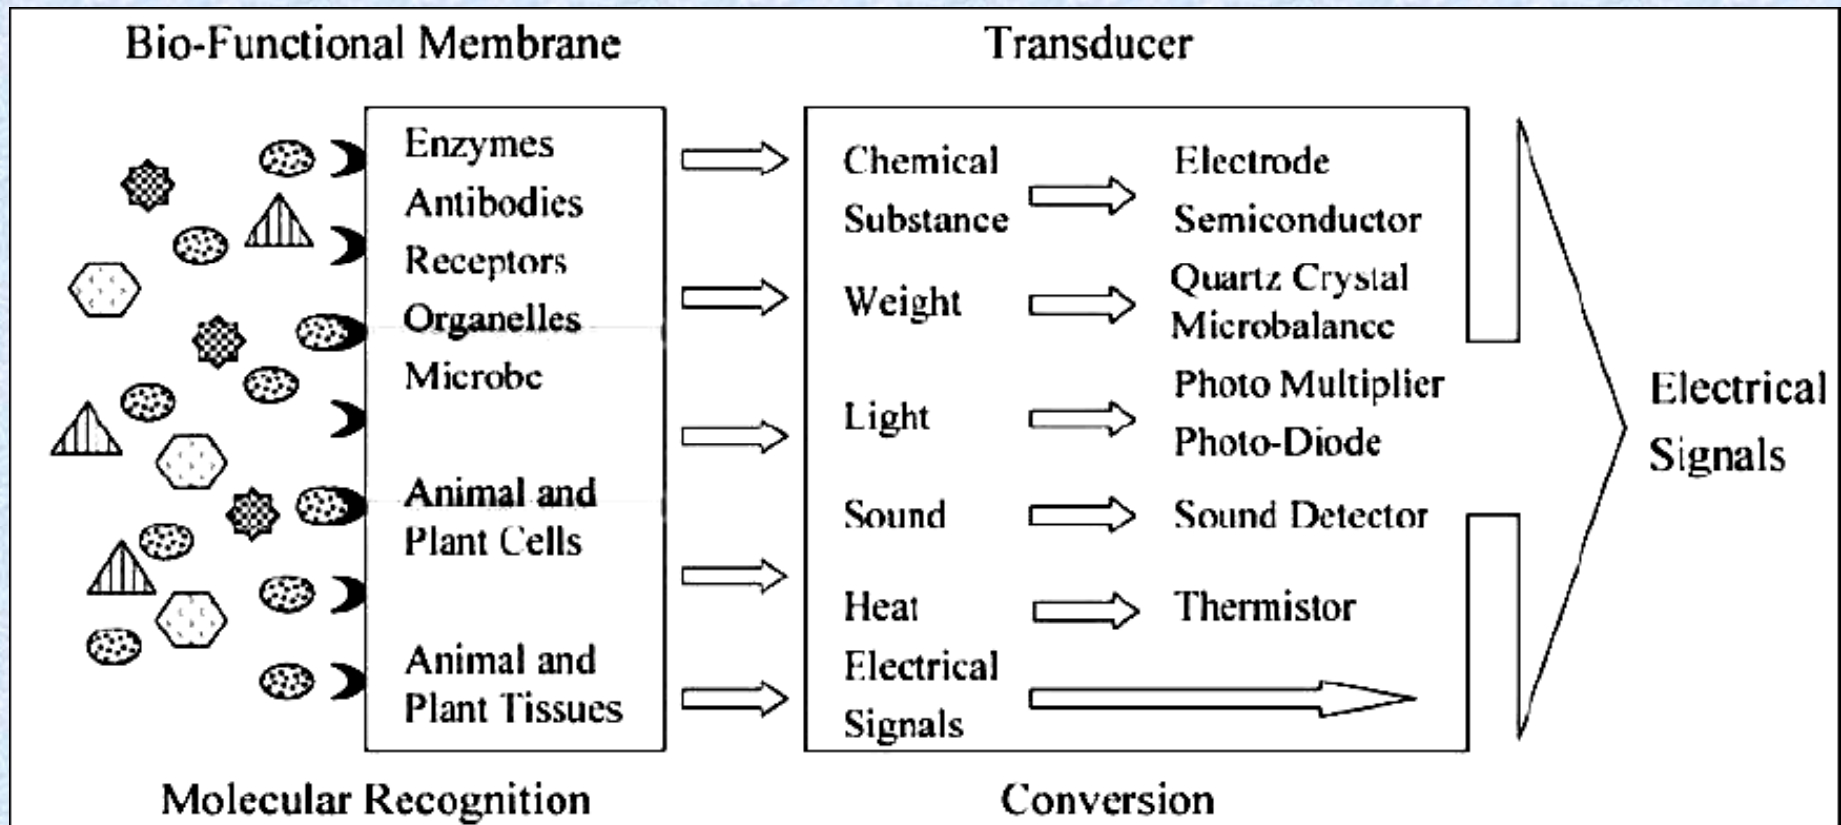 Bio-Functional Membrane
Transducer
Enzymes
Antibodies
Receptors
Organelles
Microbe
Animal and
Plant Cells
Animal and
Plant Tissues
Chemical
Substance
Electrode
Semiconductor
Weight
Quartz Crystal
Microbalance
Light
Photo Multiplier
Photo-Diode
Sound
Sound Detector
Heat
Thermistor
Electrical
Signals
Electrical
Signals
Molecular Recognition
Conversion